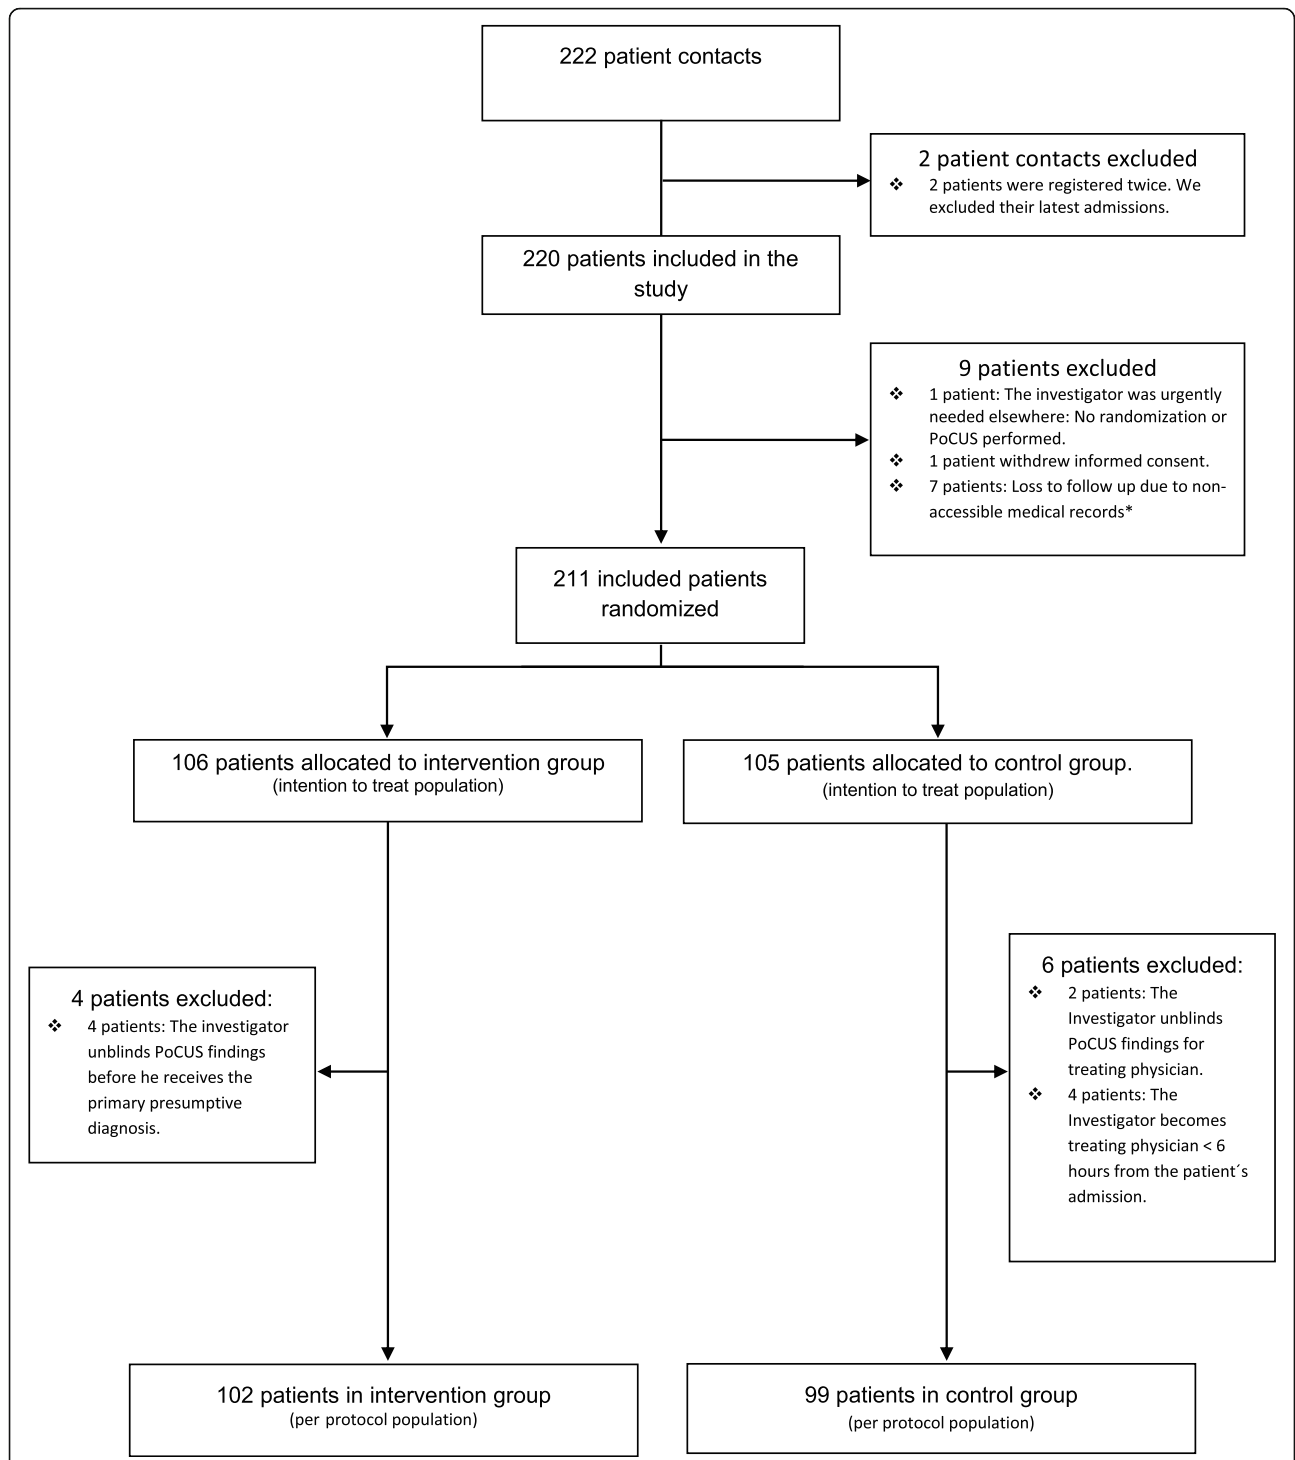 222 patient contacts
2 patient contacts excluded
❖ 2 patients were registered twice. We
excluded their latest admissions.
220 patients included in the
study
9 patients excluded
❖ 1 patient: The investigator was urgently
needed elsewhere: No randomization or
PoCUS performed.
❖ 1 patient withdrew informed consent.
❖ 7 patients: Loss to follow up due to non-
accessible medical records*
211 included patients
randomized
106 patients allocated to intervention group
(intention to treat population)
105 patients allocated to control group.
(intention to treat population)
4 patients excluded:
❖ 4 patients: The investigator
unblinds PoCUS findings
before he receives the
primary presumptive
diagnosis.
6 patients excluded:
❖ 2 patients: The
Investigator unblinds
PoCUS findings for
treating physician.
❖ 4 patients: The
Investigator becomes
treating physician < 6
hours from the patient´s
admission.
102 patients in intervention group
(per protocol population)
99 patients in control group
(per protocol population)